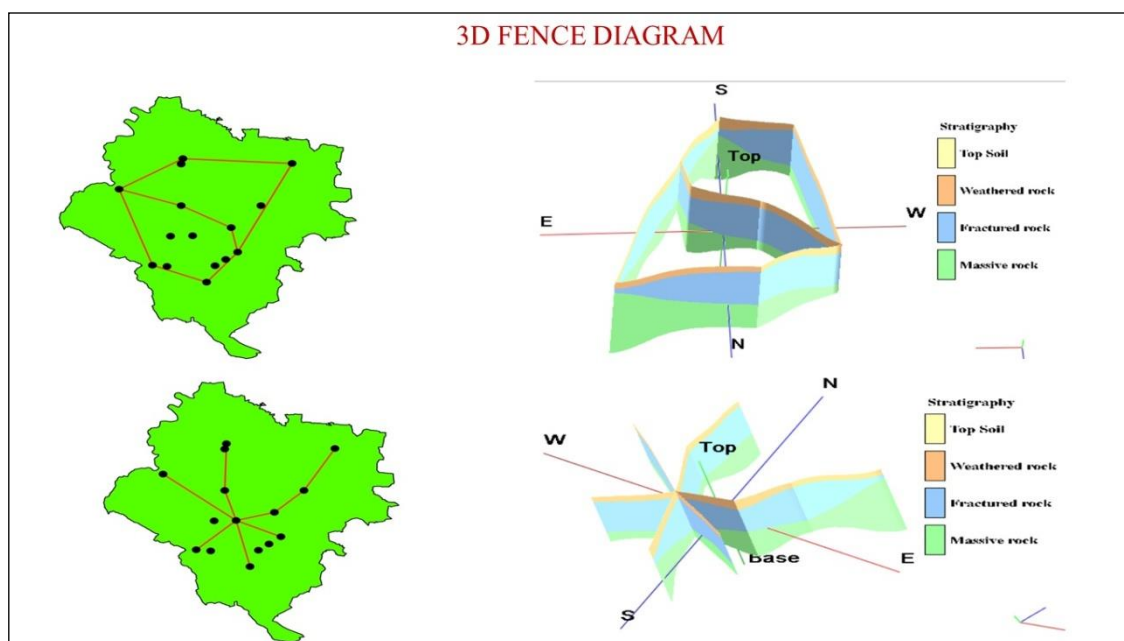 3D FENCE DIAGRAM
S
Top
E
W
N
Stratigraphy
Top Soil
Weathered rock
Fractured rock
Massive rock
N
W
Top
Base
E
S
Stratigraphy
Top Soil
Weathered rock
Fractured rock
Massive rock